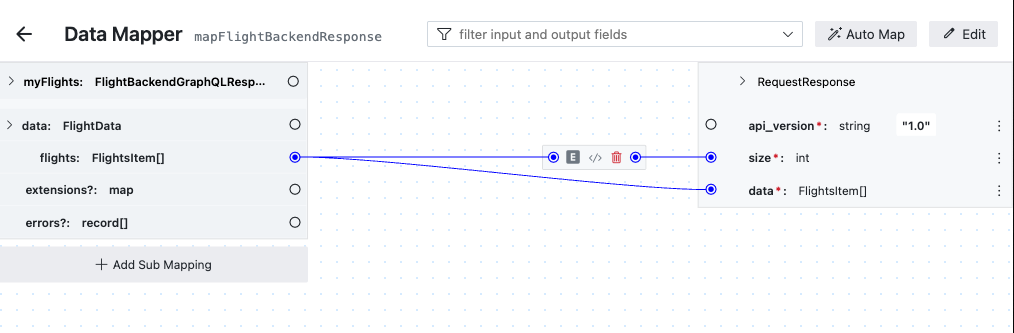 Data Mapper mapFlightBackendResponse
filter input and output fields
Auto Map
Edit
myFlights: FlightBackendGraphQLResp...
data: FlightData
flights: FlightsItem[]
extensions?: map
errors?: record[]
Add Sub Mapping
E </>
RequestResponse
api_version*: string "1.0"
size*: int
data*: FlightsItem[]